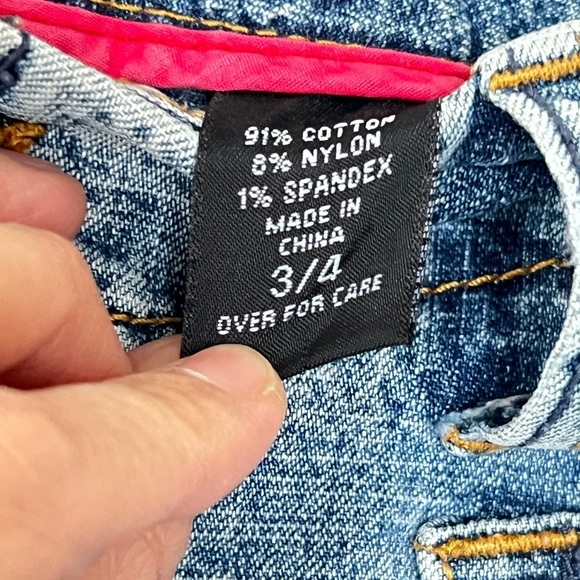 91% COTTON
8% NYLON
1% SPANDEX
MADE IN
CHINA
3/4
OVER FOR CARE